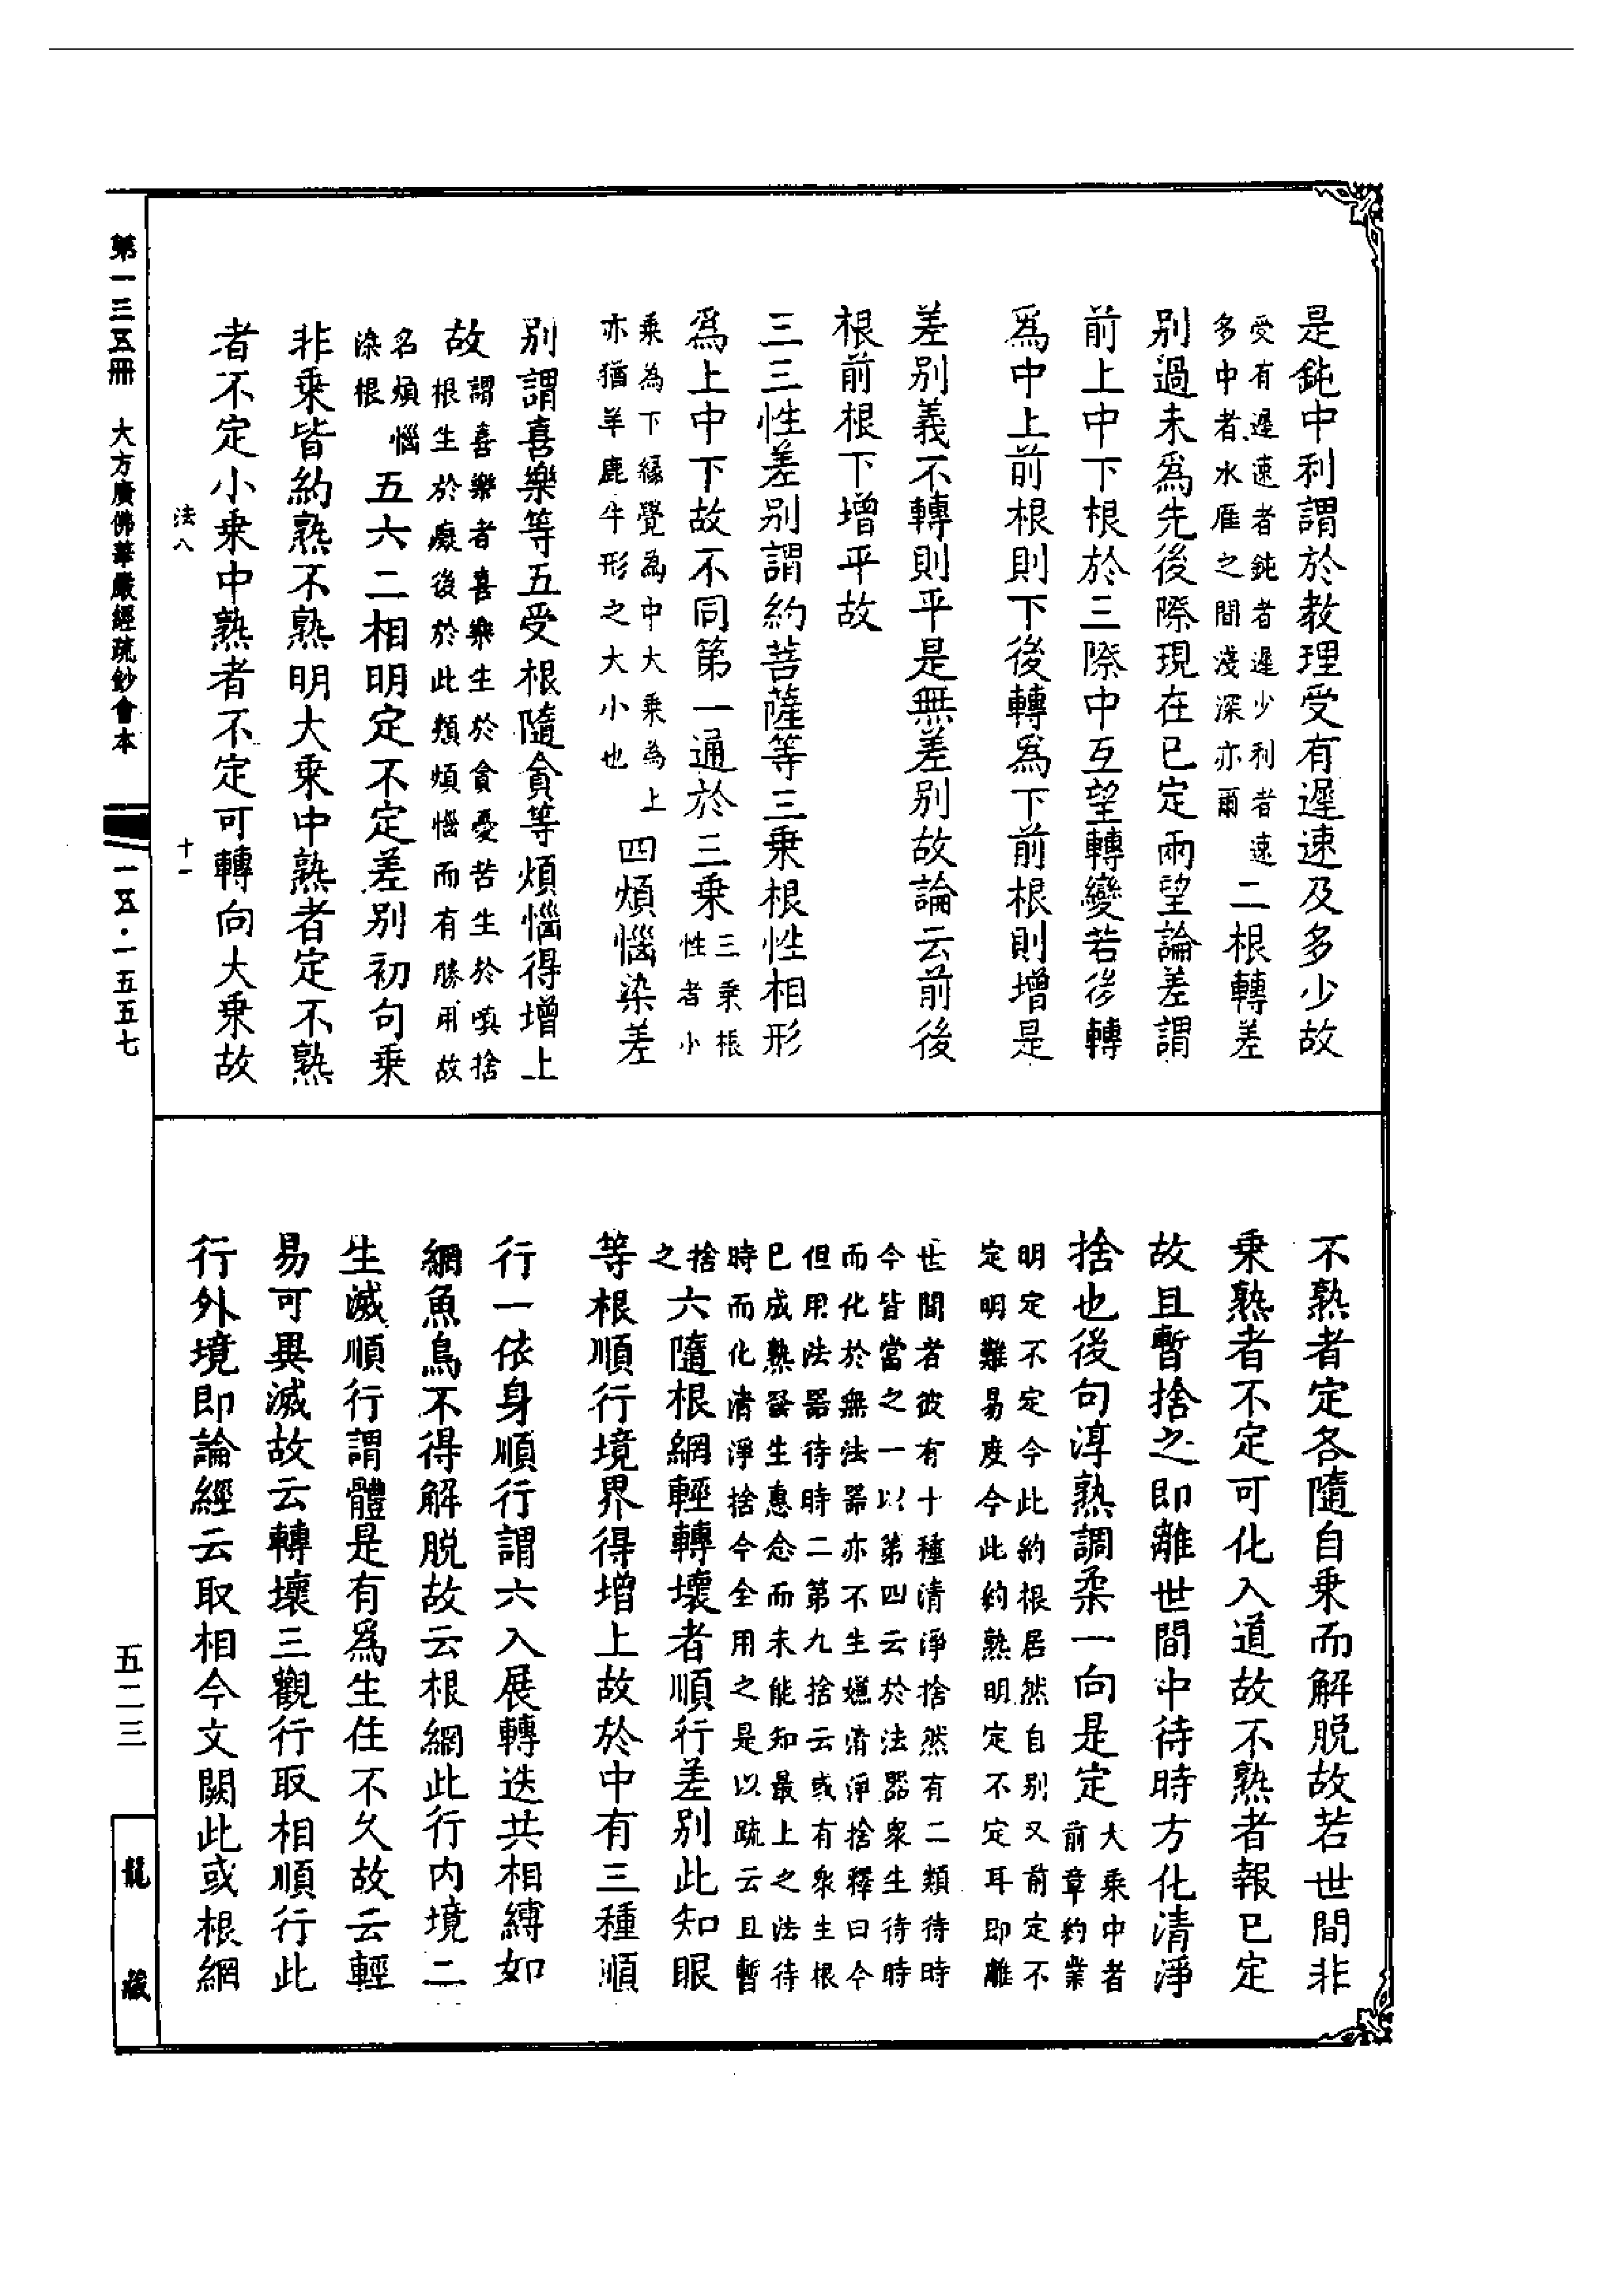 是鈍中利謂於教理受有遲速及多少故
受有遲速者鈍者遲少利者速
多中者水厓之間淺深亦爾
二根轉差
別過未爲先後際現在已定兩望論差謂
前上中下根於三際中互望轉變若後轉
爲中上前根則下後轉爲下前根則增是
差別義不轉則平是無差別故論云前後
根前根下增平故
三三性差別謂約菩薩等三乘根性相形
爲上中下故不同第一通於三乘
三乘根
性者小
乘為下緣覺為中大乘為上
亦猶羊鹿牛形之大小也
四煩惱染差
別謂喜樂等五受根隨貪等煩惱得增上
故
謂喜樂者喜樂生於貪憂苦生於嗔捨
根生於癡後於此類煩惱而有勝用故
名煩惱
染根
五六二相明定不定差別初句乘
非乘皆約熟不熟明大乘中熟者定不熟
者不定小乘中熟者不定可轉向大乘故
法八
十一
第一三五冊 大方廣佛華嚴經疏鈔會本 一五·一五五七
不熟者定各隨自乘而解脫故若世間非
乘熟者不定可化入道故不熟者報已定
故且暫捨之即離世間中待時方化清淨
捨也後句淳熟調柔一向是定
大乘中者
前章約業
明定不定今此約根居然自別又前定不
定明難易度今此約熟明定不定耳即離
世間者彼有十種清淨捨然有二類待時
今皆當之一以第四云於法器眾生待時
而化於無法器亦不生嫌清淨捨釋曰今
但用法器待時二第九捨云或有眾生根
已成熟發生惠念而未能知最上之法待
時而化清淨捨今全用之是以疏云且暫
捨
之
六隨根網輕轉壞者順行差別此知眼
等根順行境界得增上故於中有三種順
行一依身順行謂六入展轉迭共相縛如
網魚鳥不得解脫故云根網此行内境二
生滅順行謂體是有爲生住不久故云輕
易可異滅故云轉壞三觀行取相順行此
行外境即論經云取相今文闕此或根網
五二三
龍藏